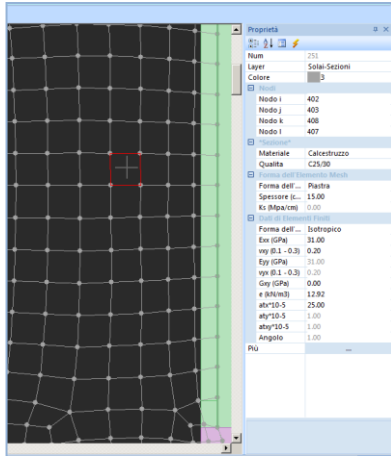 Proprietà
Num 251
Layer Solai-Sezioni
Colore 3
Nodi
Nodo i 402
Nodo j 403
Nodo k 408
Nodo l 407
"Sezione"
Materiale Calcestruzzo
Qualita C25/30
Forma dell'Elemento Mesh
Forma dell'... Piastra
Spessore (c... 15.00
Ks (Mpa/cm) 0.00
Dati di Elementi Finiti
Forma dell'... Isotropico
Exx (GPa) 31.00
vxy (0.1 - 0.3) 0.20
Eyy (GPa) 31.00
vyx (0.1 - 0.3) 0.20
Gxy (GPa) 0.00
e (kN/m3) 12.92
atx*10-5 25.00
aty*10-5 1.00
atxy*10-5 1.00
Angolo 1.00
Più ...